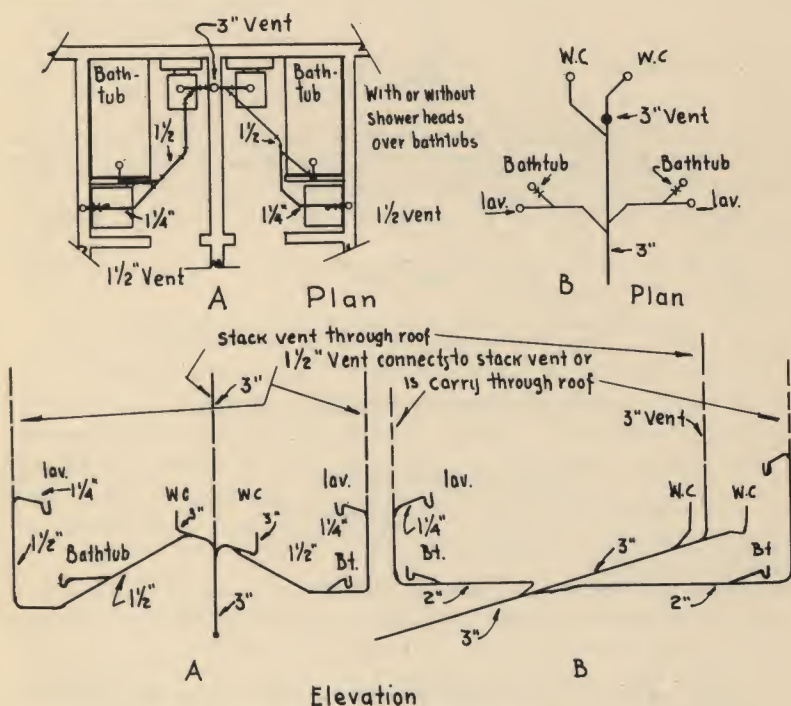 3" Vent
Bath-
tub
Bath-
tub
With or without
shower heads
over bathtubs
1½
1½
1¼"
1¼"
1½ vent
1½" Vent
A
Plan
W.C
W.C
3" Vent
Bathtub
Bathtub
lav.
lav.
3"
B
Plan
Stack vent through roof
1½" Vent connects to stack vent or
is carry through roof
3"
3" Vent
lav.
1¼"
W C
W C
3"
3"
1½"
Bathtub
1½"
3"
lav.
1¼"
1½"
Bt.
lav.
1¼"
Bt.
2"
3"
3"
W.C
W.C
Bt
2"
A
B
Elevation